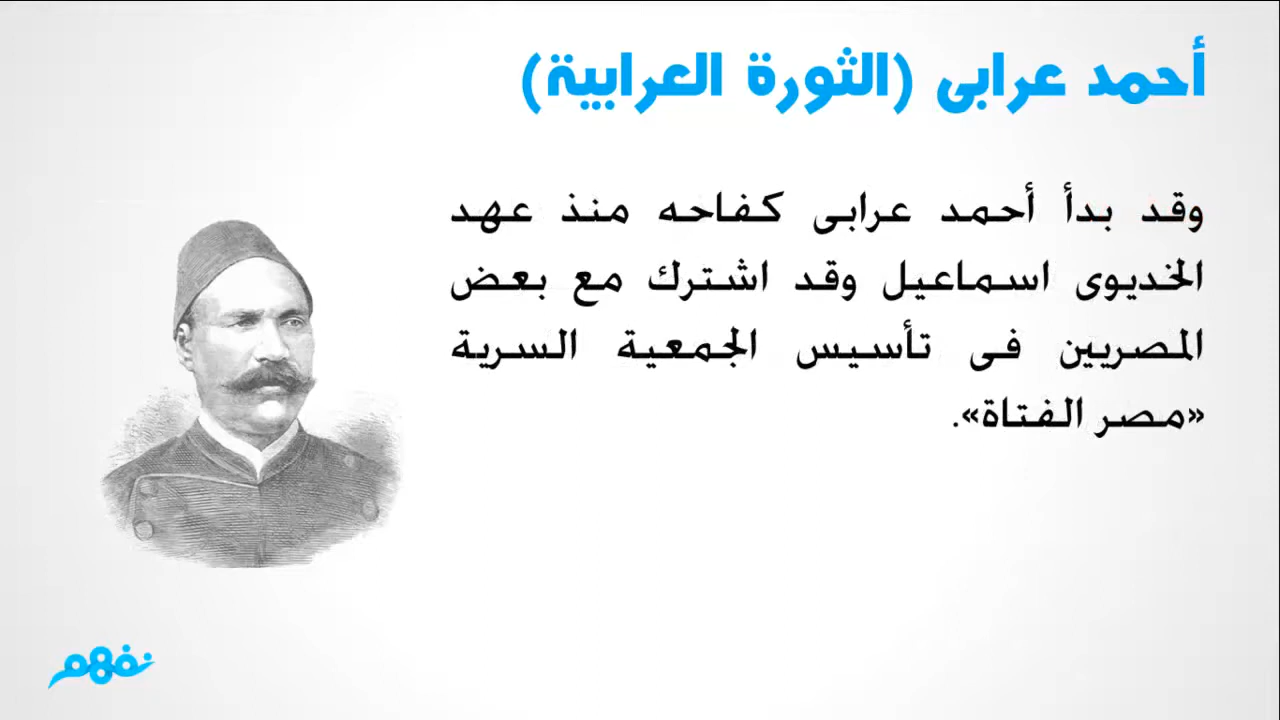 أحمد عرابى (الثورة العرابية)
وقد بدأ أحمد عرابى كفاحه منذ عهد
الخديوى اسماعيل وقد اشترك مع بعض
المصريين فى تأسيس الجمعية السرية
«مصر الفتاة».
نفهم